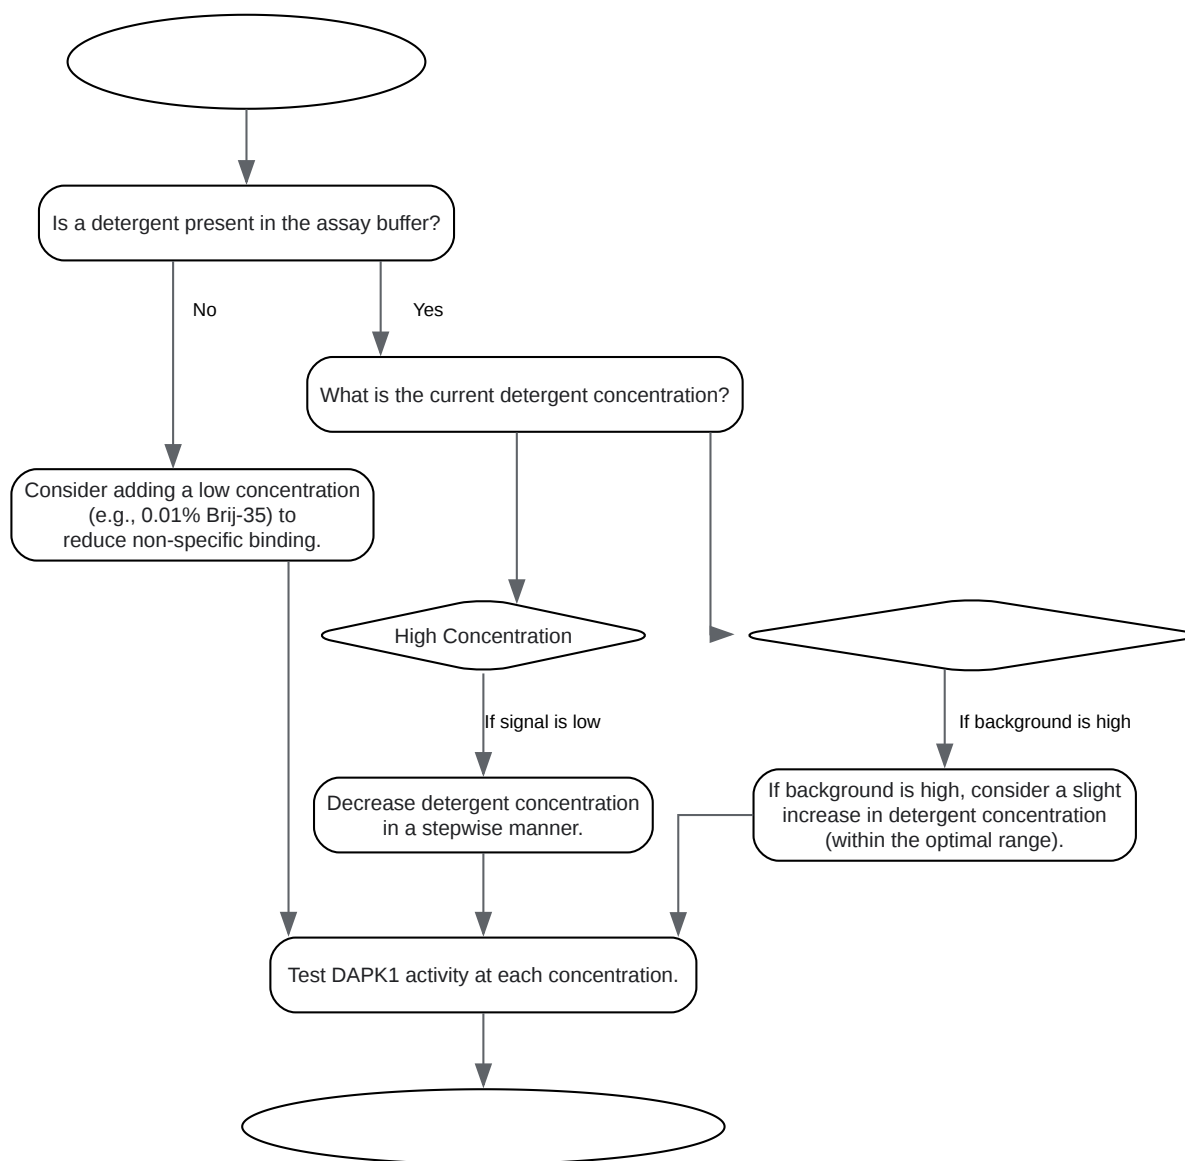 Is a detergent present in the assay buffer?
No
Yes
What is the current detergent concentration?
Consider adding a low concentration
(e.g., 0.01% Brij-35) to
reduce non-specific binding.
High Concentration
If signal is low
If background is high
Decrease detergent concentration
in a stepwise manner.
If background is high, consider a slight
increase in detergent concentration
(within the optimal range).
Test DAPK1 activity at each concentration.